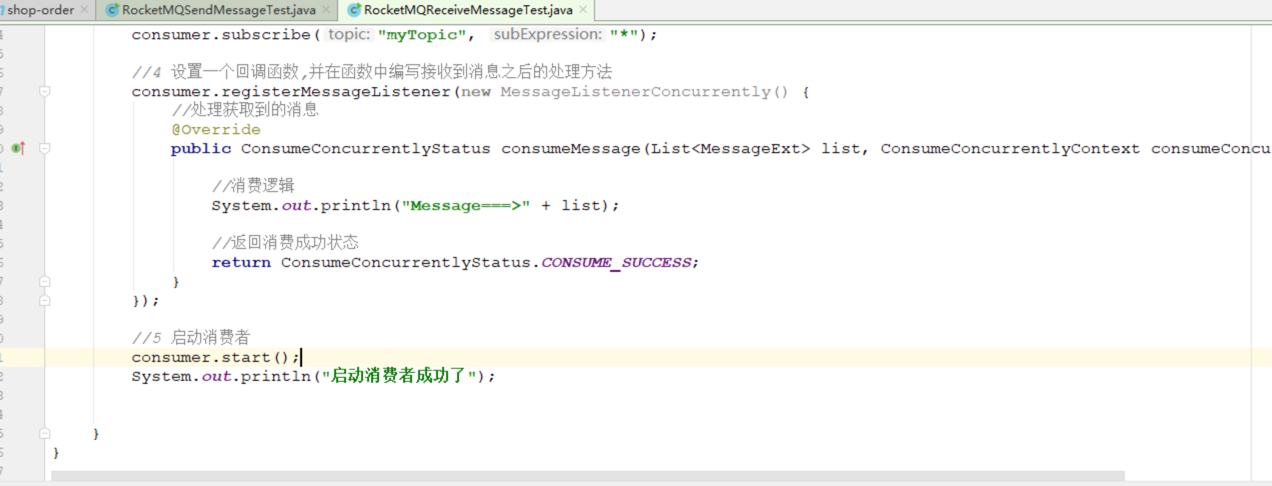 shop-order × RocketMQSendMessageTest.java × RocketMQReceiveMessageTest.java ×
consumer.subscribe( topic: "myTopic", subExpression: "*");
//4 设置一个回调函数,并在函数中编写接收到消息之后的处理方法
consumer.registerMessageListener(new MessageListenerConcurrently() {
//处理获取到的消息
@Override
public ConsumeConcurrentlyStatus consumeMessage(List<MessageExt> list, ConsumeConcurrentlyContext consumeConcu
//消费逻辑
System.out.println("Message===>" + list);
//返回消费成功状态
return ConsumeConcurrentlyStatus.CONSUME_SUCCESS;
}
});
//5 启动消费者
consumer.start();
System.out.println("启动消费者成功了");
}
}